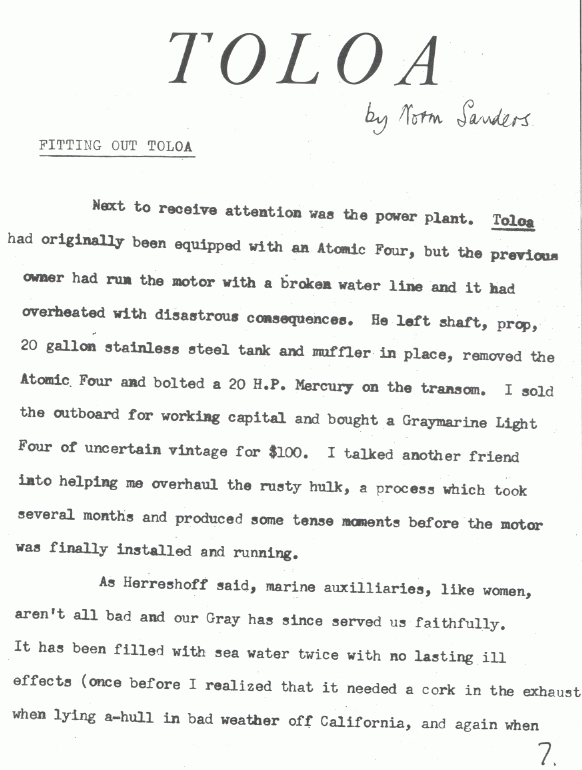 TOLOA
by Norm Sanders
FITTING OUT TOLOA
Next to receive attention was the power plant. Toloa
had originally been equipped with an Atomic Four, but the previous
owner had run the motor with a broken water line and it had
overheated with disastrous consequences. He left shaft, prop,
20 gallon stainless steel tank and muffler in place, removed the
Atomic Four and bolted a 20 H.P. Mercury on the transom. I sold
the outboard for working capital and bought a Graymarine Light
Four of uncertain vintage for $100. I talked another friend
into helping me overhaul the rusty hulk, a process which took
several months and produced some tense moments before the motor
was finally installed and running.
As Herreshoff said, marine auxilliaries, like women,
aren't all bad and our Gray has since served us faithfully.
It has been filled with sea water twice with no lasting ill
effects (once before I realized that it needed a cork in the exhaust
when lying a-hull in bad weather off California, and again when
7.